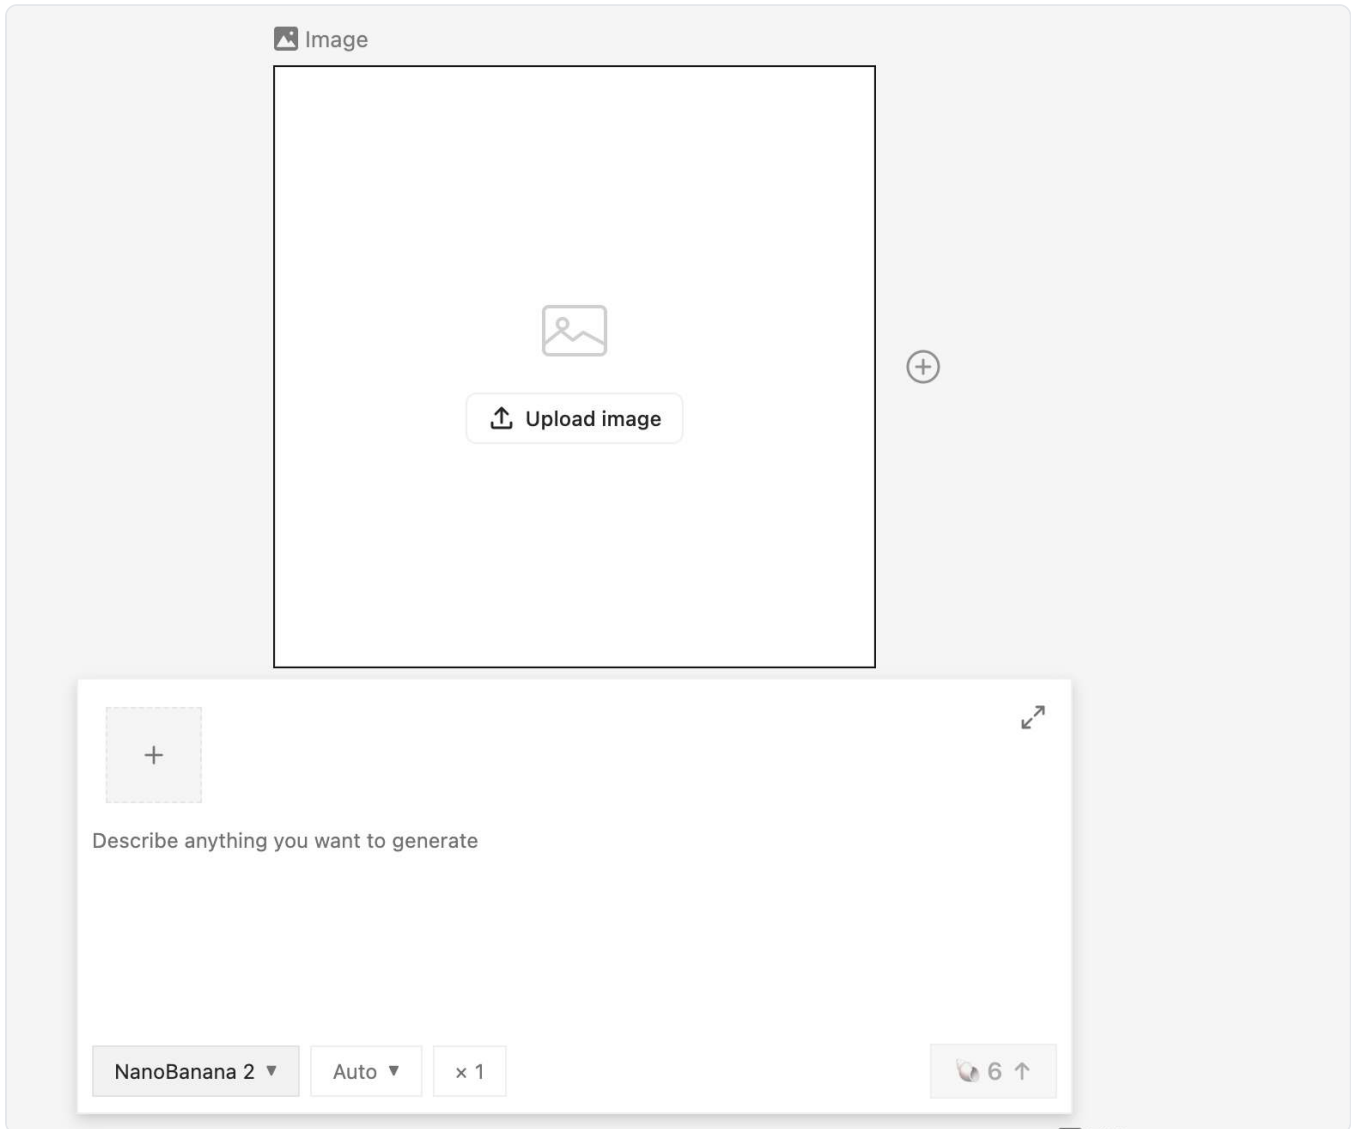 Image
Upload image
Describe anything you want to generate
NanoBanana 2
Auto
× 1
6